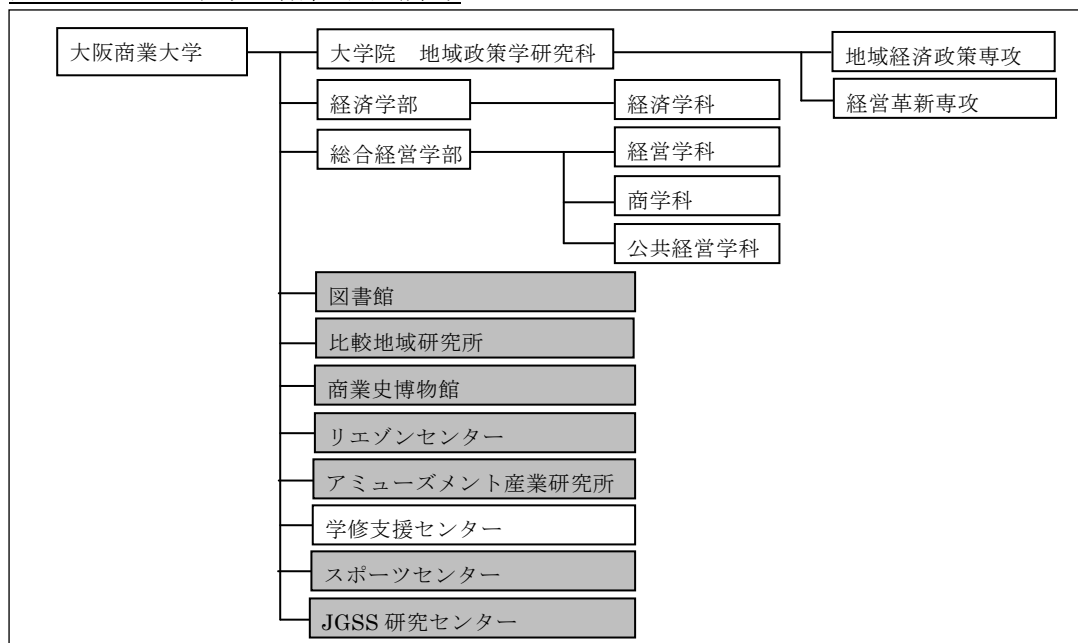 大阪商業大学
大学院　地域政策学研究科
地域経済政策専攻
経営革新専攻
経済学部
経済学科
総合経営学部
経営学科
商学科
公共経営学科
図書館
比較地域研究所
商業史博物館
リエゾンセンター
アミューズメント産業研究所
学修支援センター
スポーツセンター
JGSS 研究センター